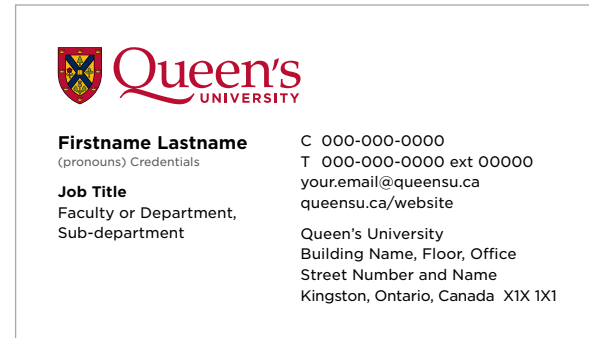 Queen's
UNIVERSITY
Firstname Lastname
(pronouns) Credentials
Job Title
Faculty or Department,
Sub-department
C 000-000-0000
T 000-000-0000 ext 00000
your.email@queensu.ca
queensu.ca/website
Queen’s University
Building Name, Floor, Office
Street Number and Name
Kingston, Ontario, Canada X1X 1X1